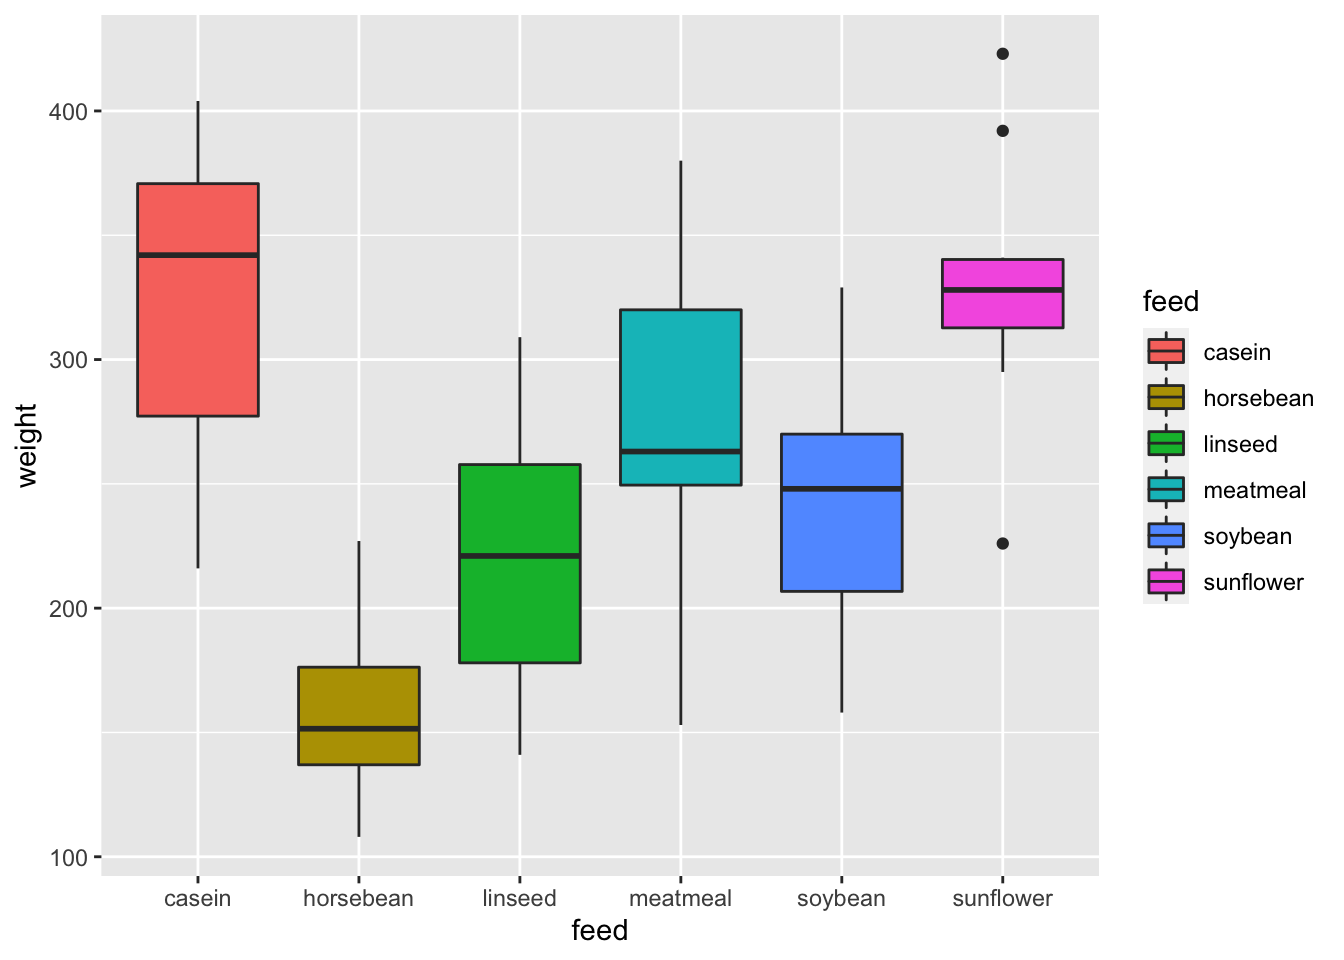 400
300
200
100
weight
casein
horsebean
linseed
meatmeal
soybean
sunflower
feed
feed
casein
horsebean
linseed
meatmeal
soybean
sunflower